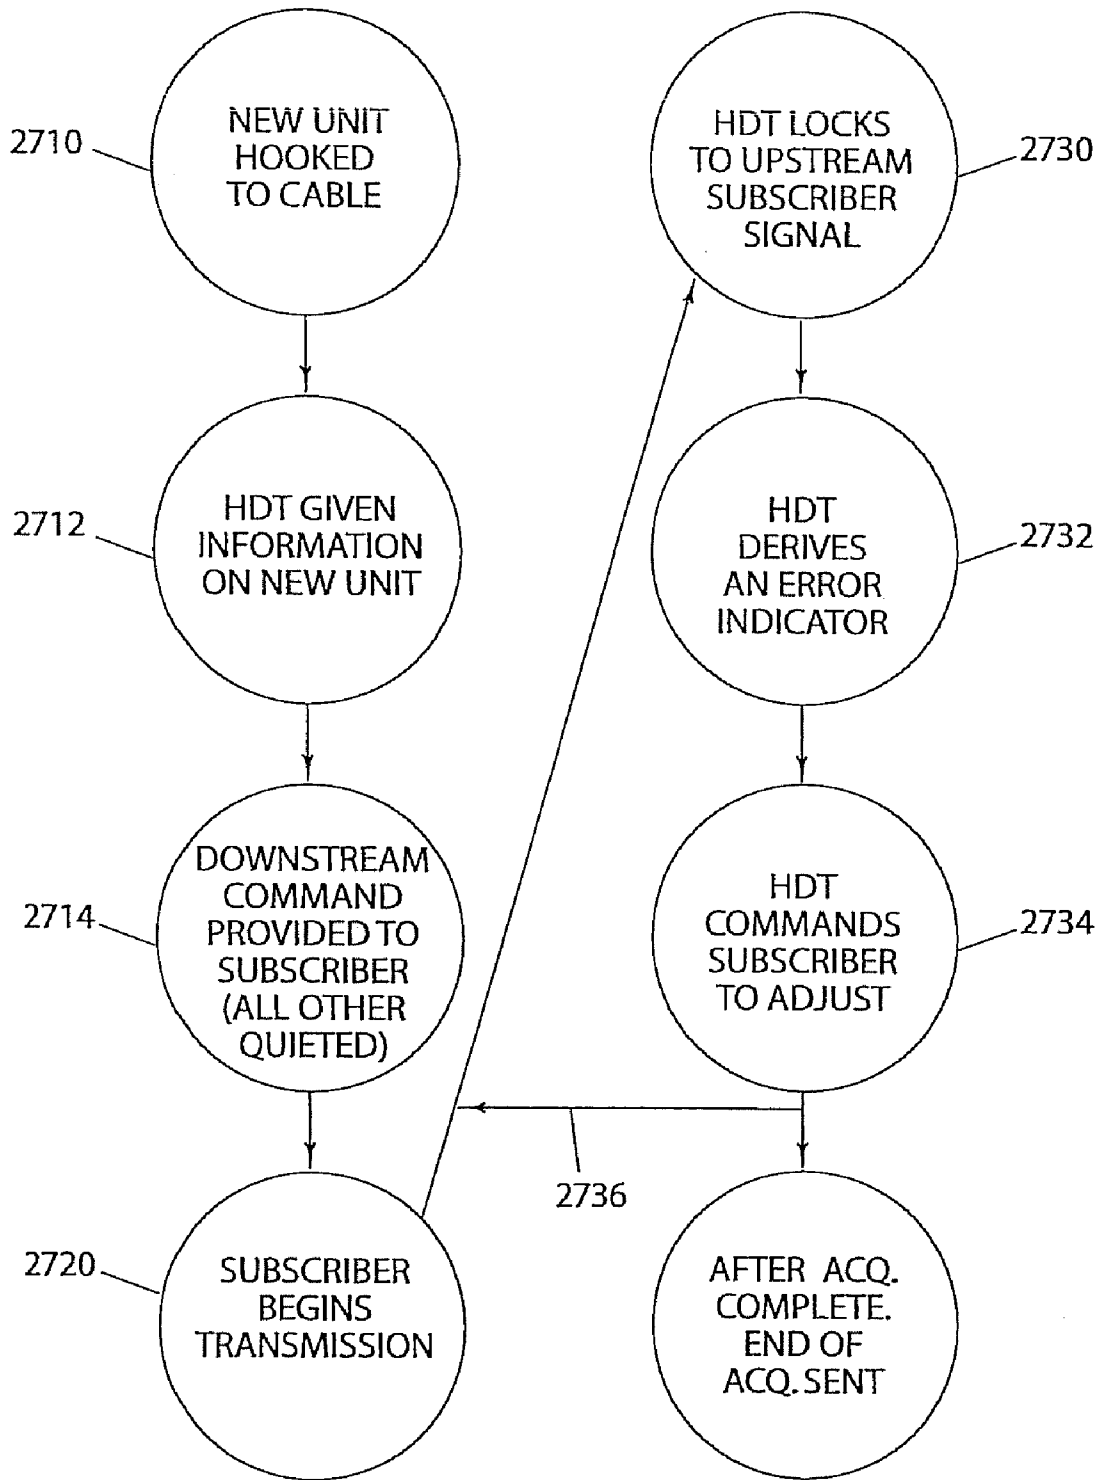 2710
NEW UNIT
HOOKED
TO CABLE
2712
HDT GIVEN
INFORMATION
ON NEW UNIT
2714
DOWNSTREAM
COMMAND
PROVIDED TO
SUBSCRIBER
(ALL OTHER
QUIETED)
2720
SUBSCRIBER
BEGINS
TRANSMISSION
HDT LOCKS
TO UPSTREAM
SUBSCRIBER
SIGNAL
2730
HDT
DERIVES
AN ERROR
INDICATOR
2732
HDT
COMMANDS
SUBSCRIBER
TO ADJUST
2734
2736
AFTER ACQ.
COMPLETE.
END OF
ACQ. SENT